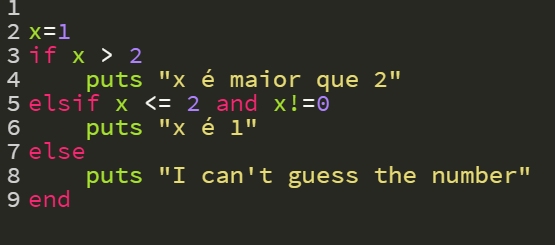 1
2 x=1
3 if x > 2
4     puts "x é maior que 2"
5 elsif x <= 2 and x!=0
6     puts "x é 1"
7 else
8     puts "I can't guess the number"
9 end